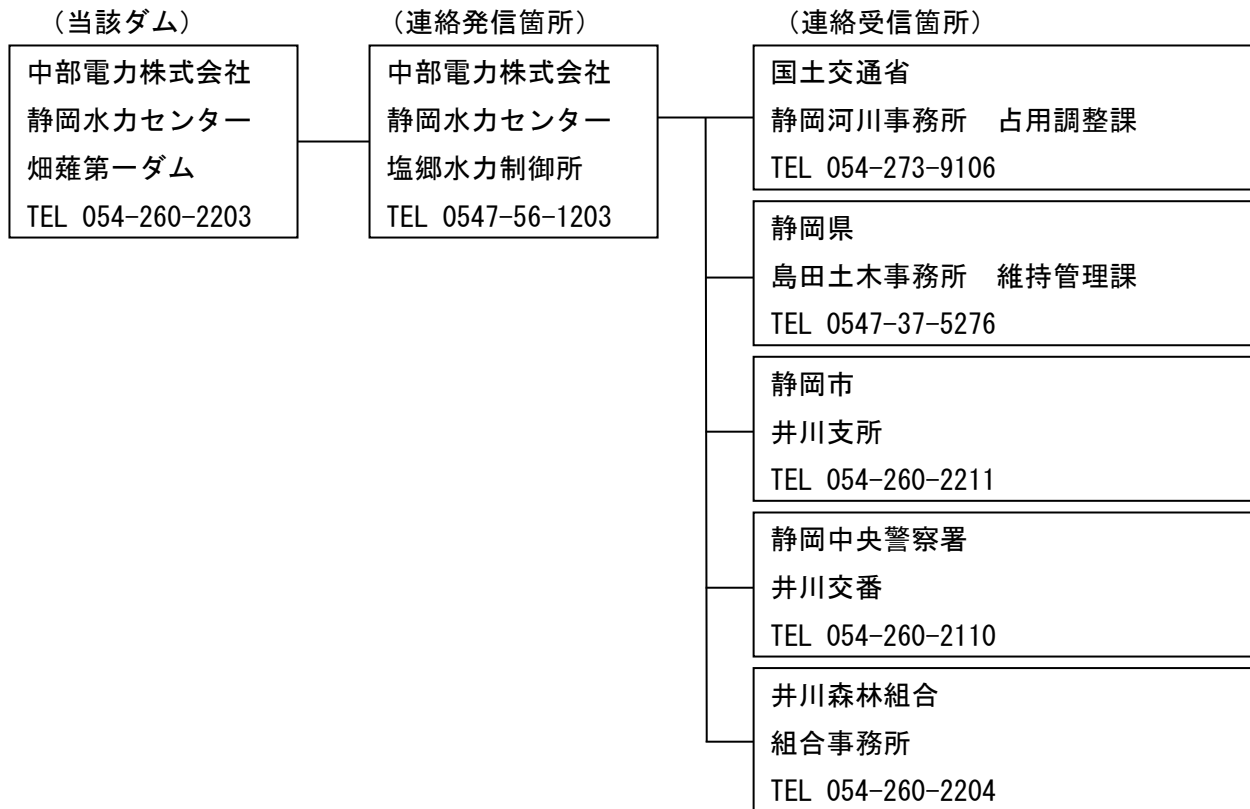 （当該ダム）
中部電力株式会社
静岡水力センター
畑薙第一ダム
TEL 054-260-2203
（連絡発信箇所）
中部電力株式会社
静岡水力センター
塩郷水力制御所
TEL 0547-56-1203
（連絡受信箇所）
国土交通省
静岡河川事務所　占用調整課
TEL 054-273-9106
静岡県
島田土木事務所　維持管理課
TEL 0547-37-5276
静岡市
井川支所
TEL 054-260-2211
静岡中央警察署
井川交番
TEL 054-260-2110
井川森林組合
組合事務所
TEL 054-260-2204